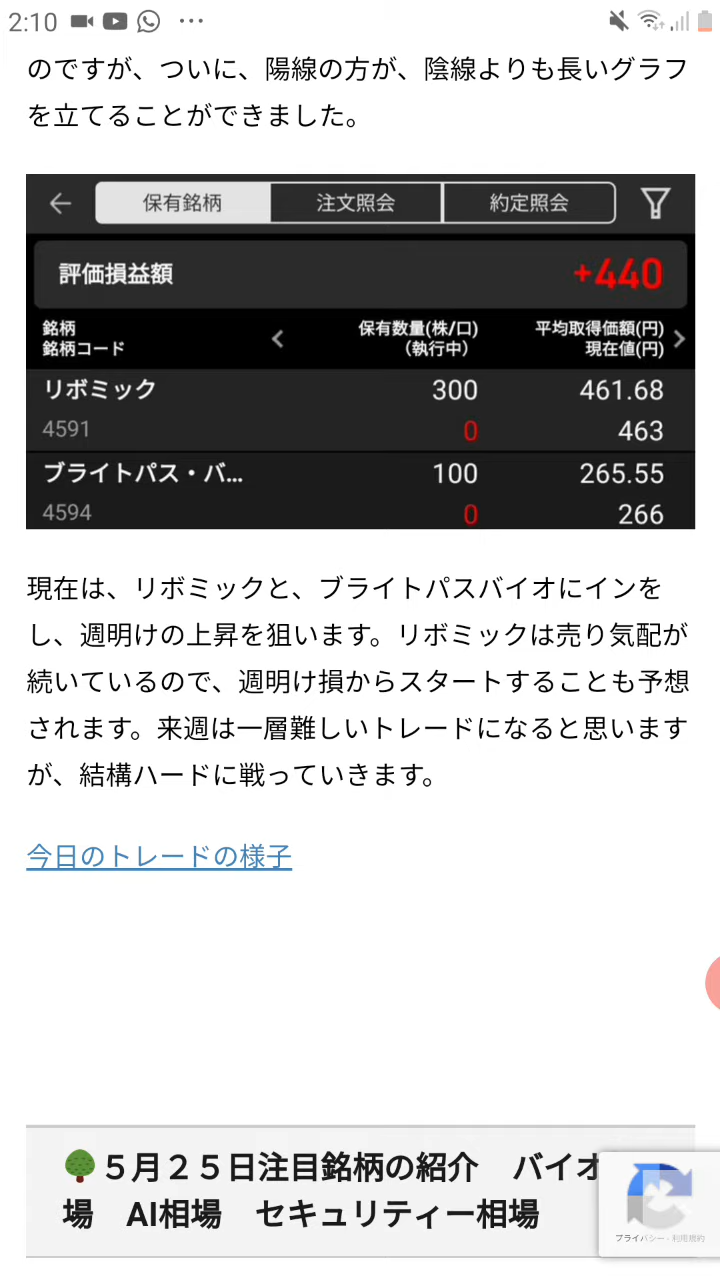 2:10
のですが、ついに、陽線の方が、陰線よりも長いグラフ
を立てることができました。
保有銘柄 注文照会 約定照会
評価損益額 +440
銘柄 保有数量(株/口) 平均取得価額(円)
銘柄コード (執行中) 現在値(円)
リボミック 300 461.68
4591 0 463
ブライトパス・バ... 100 265.55
4594 0 266
現在は、リボミックと、ブライトパスバイオにインを
し、週明けの上昇を狙います。リボミックは売り気配が
続いているので、週明け損からスタートすることも予想
されます。来週は一層難しいトレードになると思います
が、結構ハードに戦っていきます。
今日のトレードの様子
５月２５日注目銘柄の紹介　バイオ
場　AI相場　セキュリティー相場
プライバシー - 利用規約